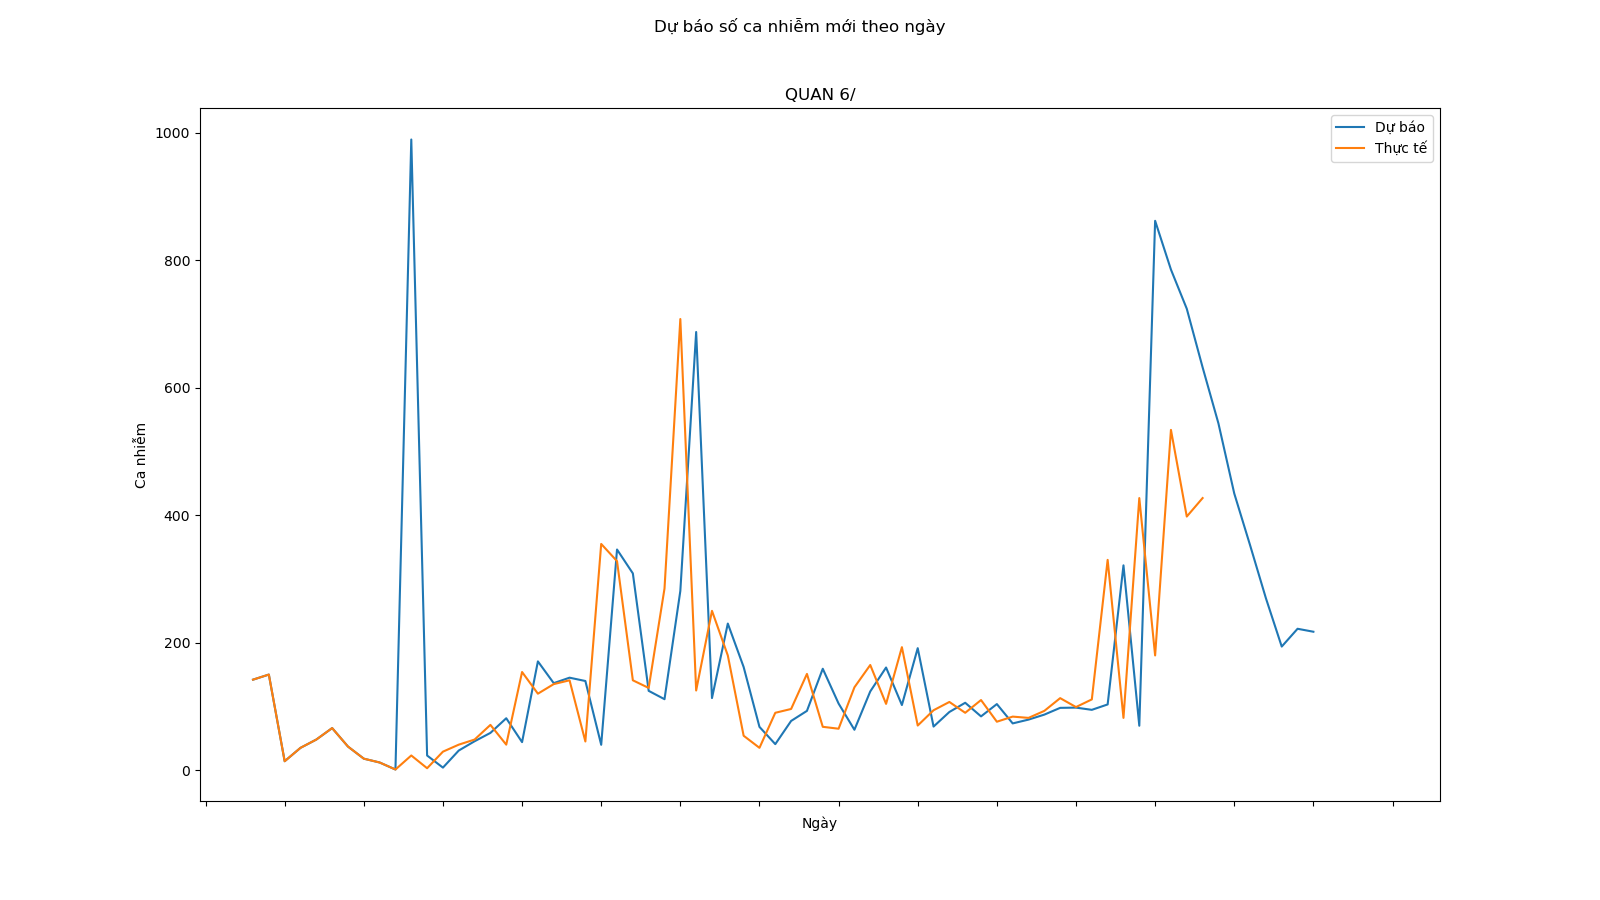 Dự báo số ca nhiễm mới theo ngày
QUAN 6/
Dự báo
Thực tế
1000
800
600
400
200
0
Ca nhiễm
Ngày